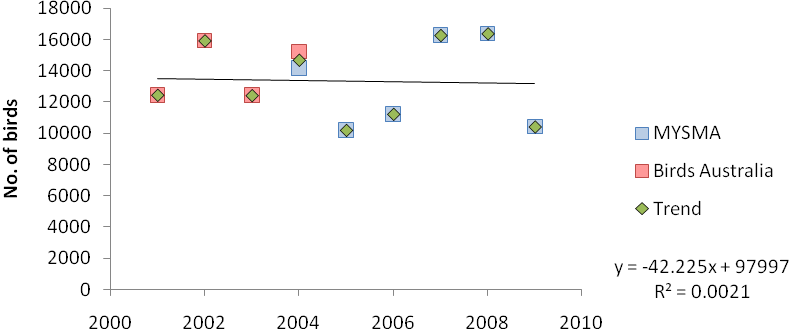 18000
16000
14000
12000
10000
8000
6000
4000
2000
0
No. of birds
2000 2002 2004 2006 2008 2010
MYSMA
Birds Australia
Trend
y = -42.225x + 97997
R² = 0.0021